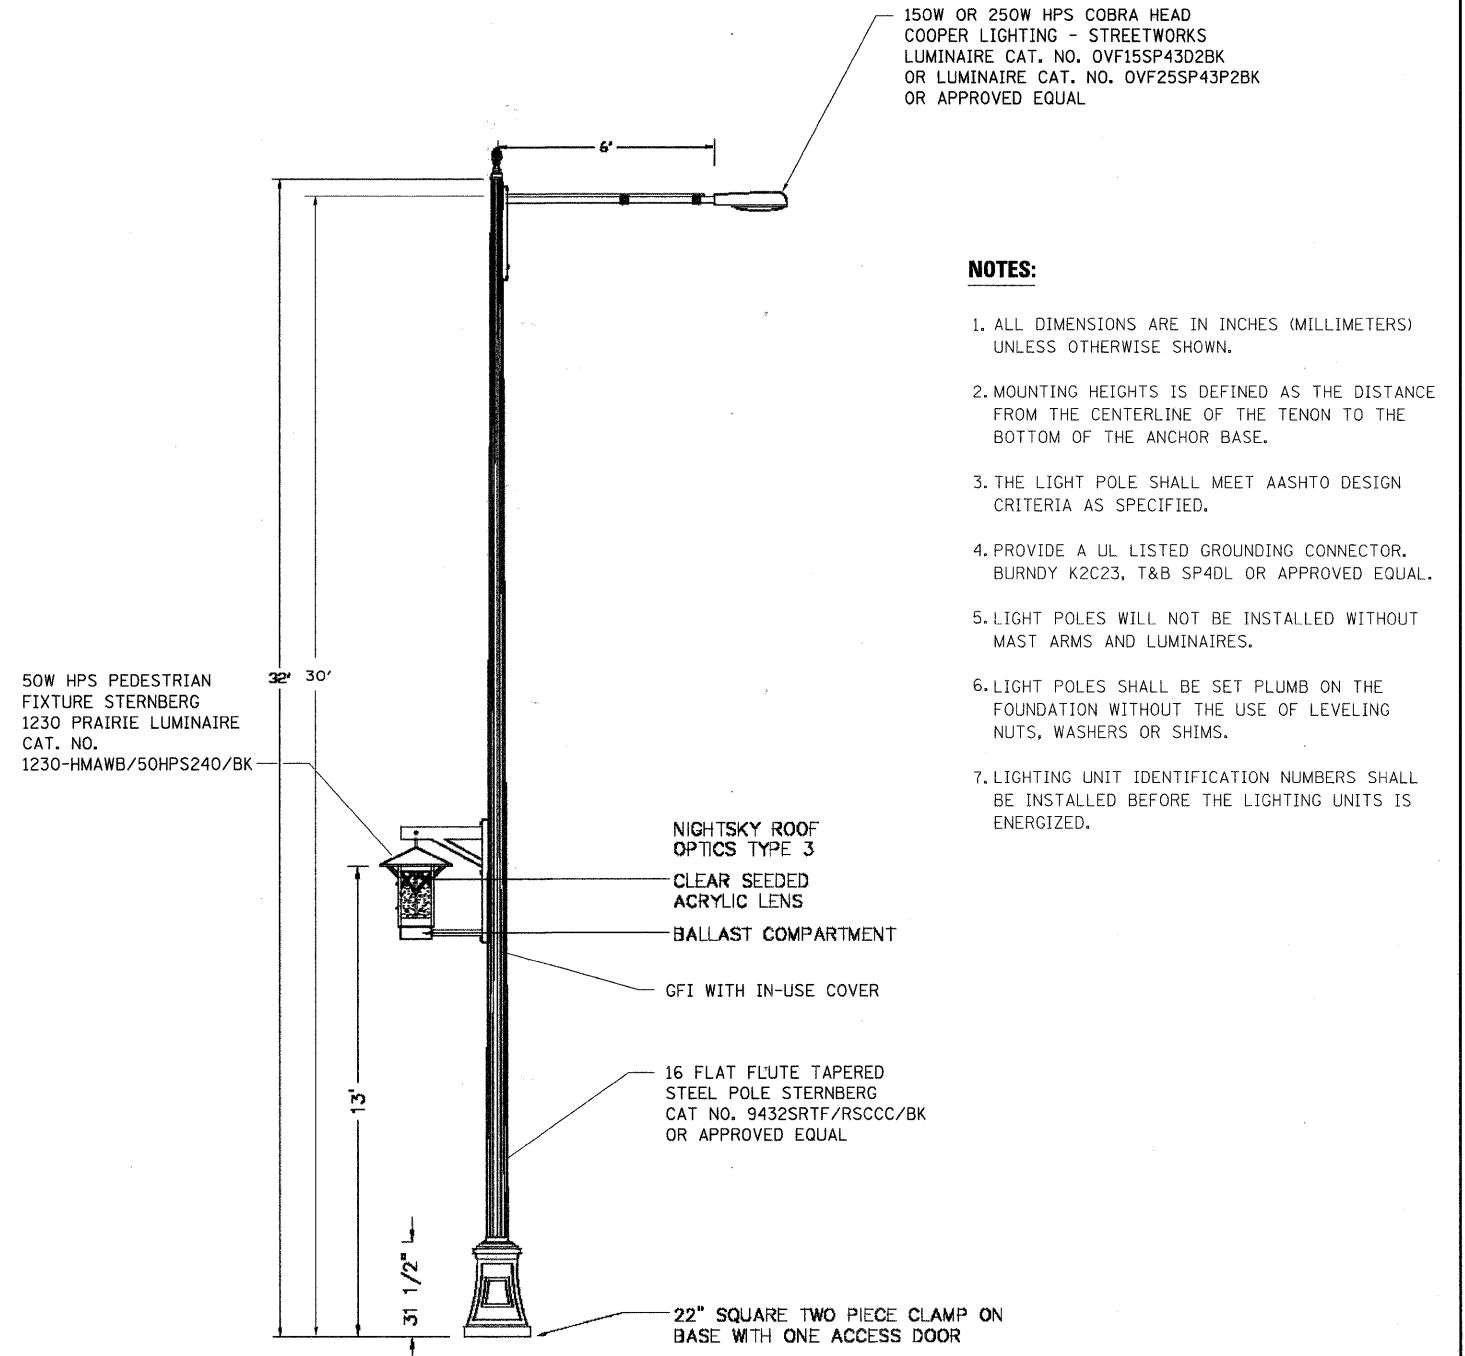 150W OR 250W HPS COBRA HEAD
COOPER LIGHTING - STREETWORKS
LUMINAIRE CAT. NO. OVF15SP43D2BK
OR LUMINAIRE CAT. NO. OVF25SP43P2BK
OR APPROVED EQUAL
6'
NOTES:
1. ALL DIMENSIONS ARE IN INCHES (MILLIMETERS)
UNLESS OTHERWISE SHOWN.
2. MOUNTING HEIGHTS IS DEFINED AS THE DISTANCE
FROM THE CENTERLINE OF THE TENON TO THE
BOTTOM OF THE ANCHOR BASE.
3. THE LIGHT POLE SHALL MEET AASHTO DESIGN
CRITERIA AS SPECIFIED.
4. PROVIDE A UL LISTED GROUNDING CONNECTOR.
BURNDY K2C23, T&B SP4DL OR APPROVED EQUAL.
5. LIGHT POLES WILL NOT BE INSTALLED WITHOUT
MAST ARMS AND LUMINAIRES.
6. LIGHT POLES SHALL BE SET PLUMB ON THE
FOUNDATION WITHOUT THE USE OF LEVELING
NUTS, WASHERS OR SHIMS.
7. LIGHTING UNIT IDENTIFICATION NUMBERS SHALL
BE INSTALLED BEFORE THE LIGHTING UNITS IS
ENERGIZED.
32' 30'
50W HPS PEDESTRIAN
FIXTURE STERNBERG
1230 PRAIRIE LUMINAIRE
CAT. NO.
1230-HMAWB/50HPS240/BK
NIGHTSKY ROOF
OPTICS TYPE 3
CLEAR SEEDED
ACRYLIC LENS
BALLAST COMPARTMENT
GFI WITH IN-USE COVER
16 FLAT FLUTE TAPERED
STEEL POLE STERNBERG
CAT NO. 9432SRTF/RSCCC/BK
OR APPROVED EQUAL
13'
31 1/2"
22" SQUARE TWO PIECE CLAMP ON
BASE WITH ONE ACCESS DOOR